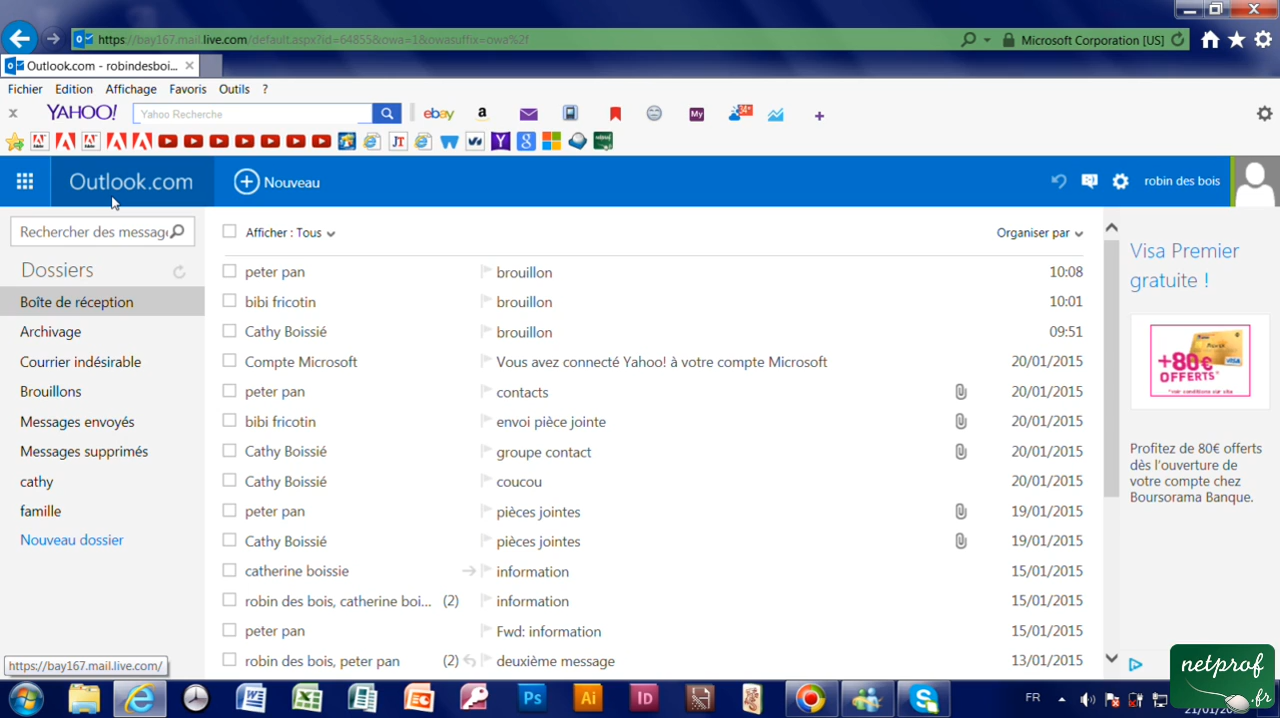 https://bay167.mail.live.com/default.aspx?id=64855&owa=1&owasuffix=owa%2f
Microsoft Corporation [US]
Outlook.com - robindesboi...
Fichier Edition Affichage Favoris Outils ?
YAHOO! Yahoo Recherche ebay a My 34+
JT Y 8
Outlook.com Nouveau robin des bois
Rechercher des message
Afficher : Tous Organiser par
Dossiers
Boîte de réception
Archivage
Courrier indésirable
Brouillons
Messages envoyés
Messages supprimés
cathy
famille
Nouveau dossier
peter pan brouillon 10:08
bibi fricotin brouillon 10:01
Cathy Boissié brouillon 09:51
Compte Microsoft Vous avez connecté Yahoo! à votre compte Microsoft 20/01/2015
peter pan contacts 20/01/2015
bibi fricotin envoi pièce jointe 20/01/2015
Cathy Boissié groupe contact 20/01/2015
Cathy Boissié coucou 20/01/2015
peter pan pièces jointes 19/01/2015
Cathy Boissié pièces jointes 19/01/2015
catherine boissie information 15/01/2015
robin des bois, catherine boi... (2) information 15/01/2015
peter pan Fwd: information 15/01/2015
robin des bois, peter pan (2) deuxième message 13/01/2015
Visa Premier
gratuite !
+80€
OFFERTS*
Profitez de 80€ offerts
dès l'ouverture de
votre compte chez
Boursorama Banque.
https://bay167.mail.live.com/
netprof
.fr
Ps Ai ID
FR